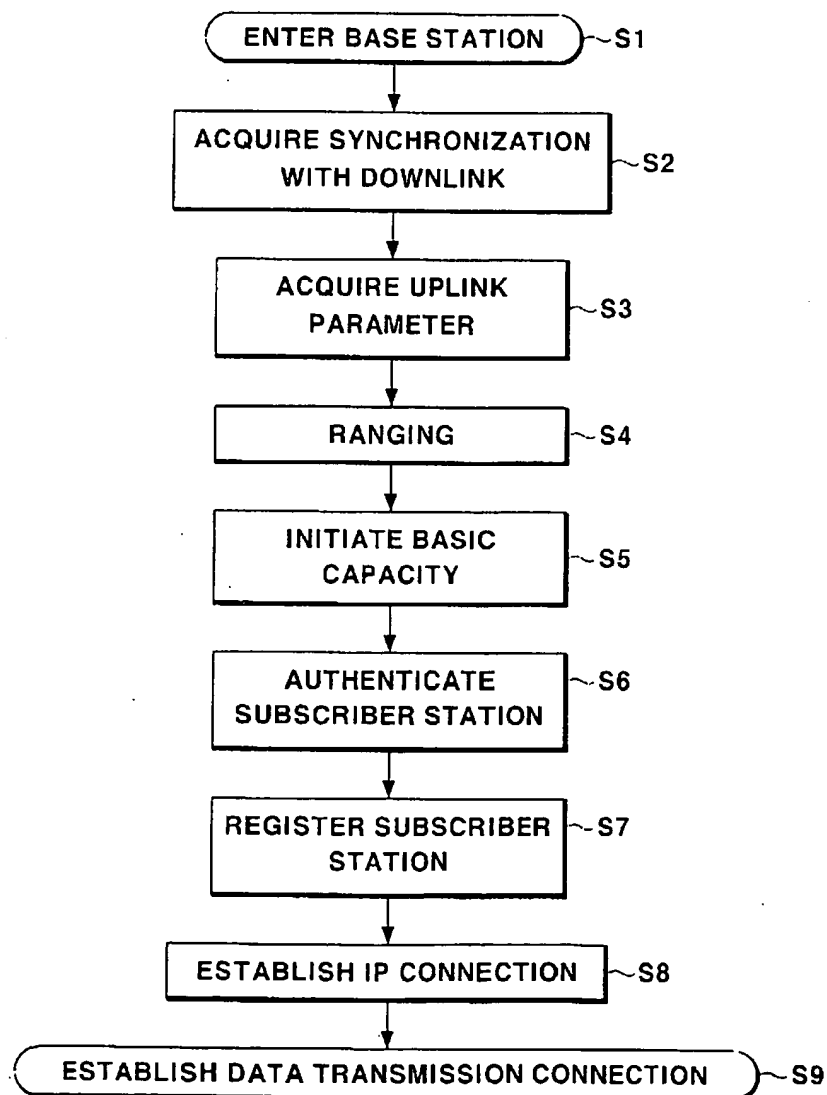 ENTER BASE STATION ~S1
ACQUIRE SYNCHRONIZATION
WITH DOWNLINK ~S2
ACQUIRE UPLINK
PARAMETER ~S3
RANGING ~S4
INITIATE BASIC
CAPACITY ~S5
AUTHENTICATE ~S6
SUBSCRIBER STATION
REGISTER SUBSCRIBER ~S7
STATION
ESTABLISH IP CONNECTION ~S8
ESTABLISH DATA TRANSMISSION CONNECTION ~S9